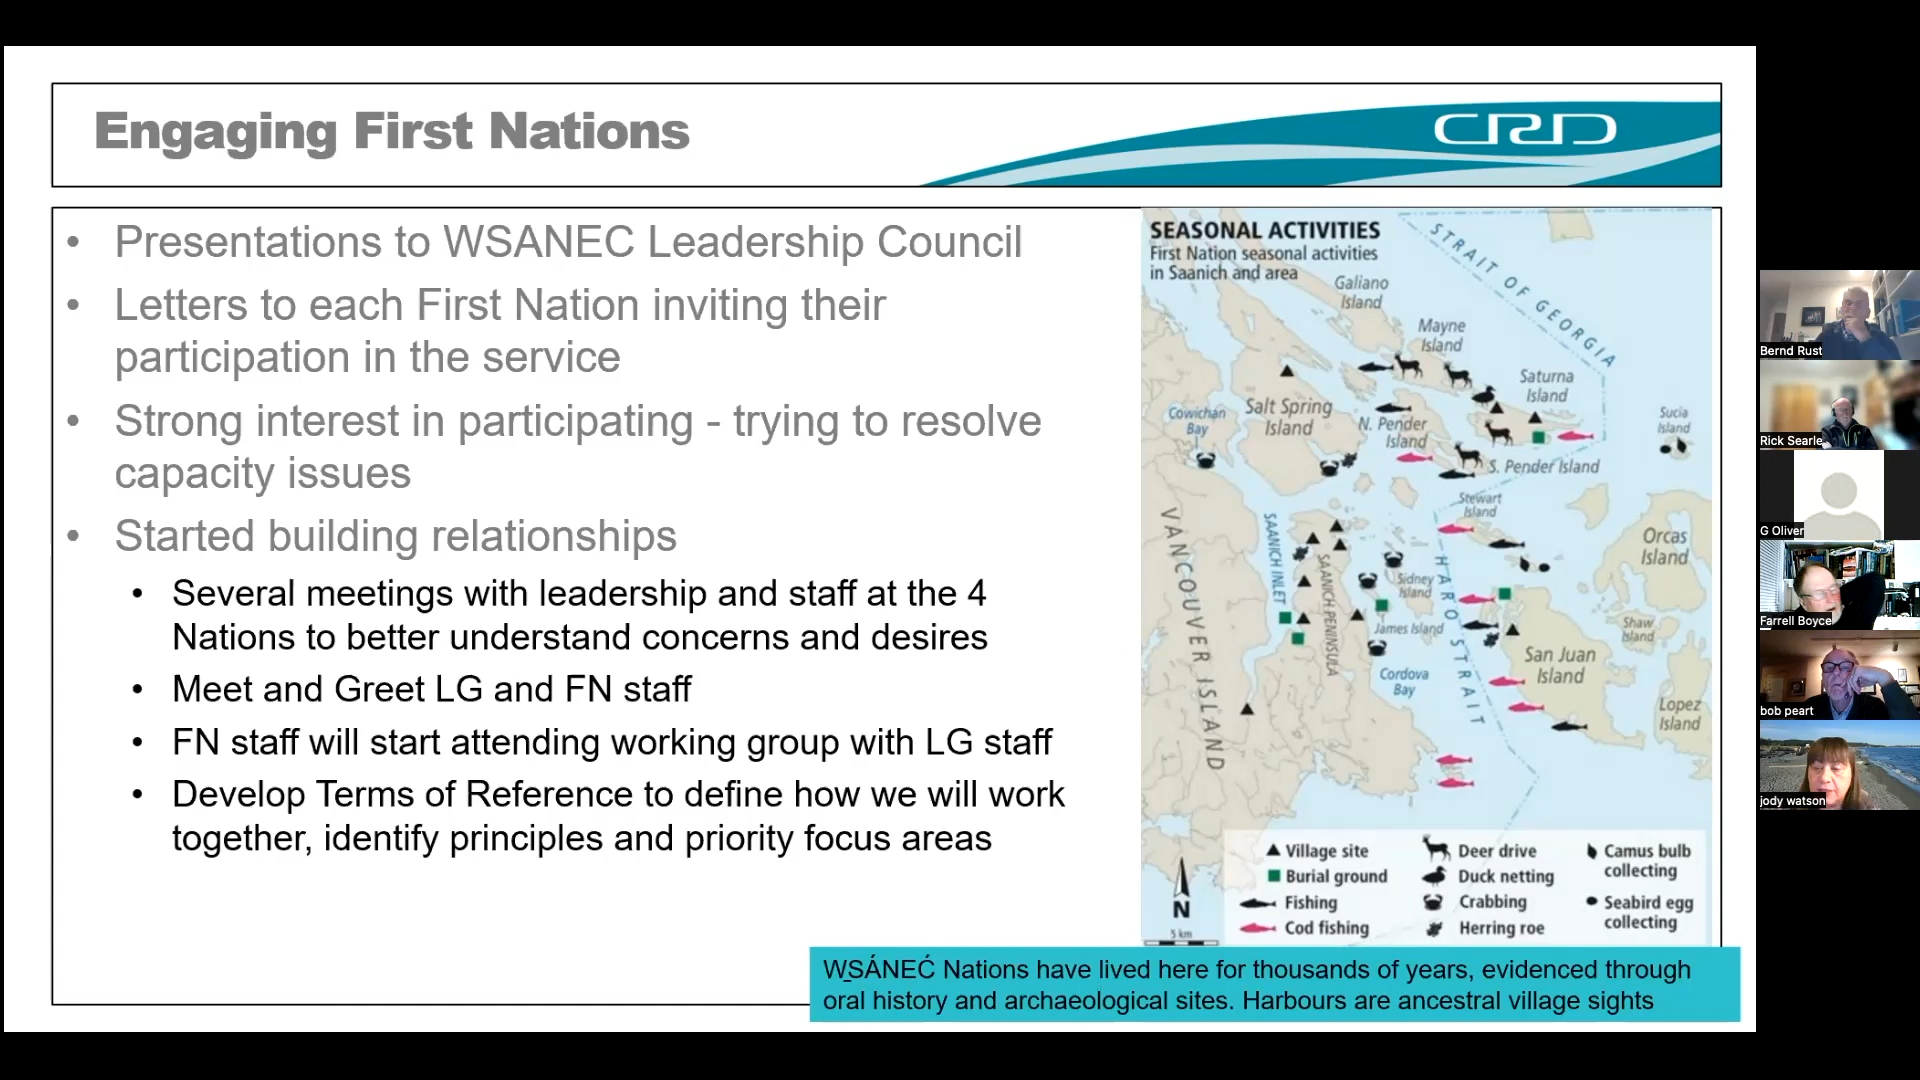 Engaging First Nations
CRD
• Presentations to WSANEC Leadership Council
• Letters to each First Nation inviting their
participation in the service
• Strong interest in participating - trying to resolve
capacity issues
• Started building relationships
• Several meetings with leadership and staff at the 4
Nations to better understand concerns and desires
• Meet and Greet LG and FN staff
• FN staff will start attending working group with LG staff
• Develop Terms of Reference to define how we will work
together, identify principles and priority focus areas
SEASONAL ACTIVITIES
First Nation seasonal activities
in Saanich and area
STRAIT OF GEORGIA
Galiano
Island
Mayne
Island
Saturna
Island
Sucia
Island
Cowichan
Bay
Salt Spring
Island
N. Pender
Island
S. Pender Island
Stewart
Island
Orcas
Island
VANCOUVER ISLAND
SAANICH INLET
SAANICH PENINSULA
HARO STRAIT
Sidney
Island
James Island
Shaw
Island
San Juan
Island
Cordova
Bay
Lopez
Island
Village site
Burial ground
Fishing
Cod fishing
Deer drive
Duck netting
Crabbing
Herring roe
Camus bulb
collecting
Seabird egg
collecting
N
5 km
W̱SÁNEĆ Nations have lived here for thousands of years, evidenced through
oral history and archaeological sites. Harbours are ancestral village sights
Bernd Rust
Rick Searle
G Oliver
Farrell Boyce
bob peart
jody watson